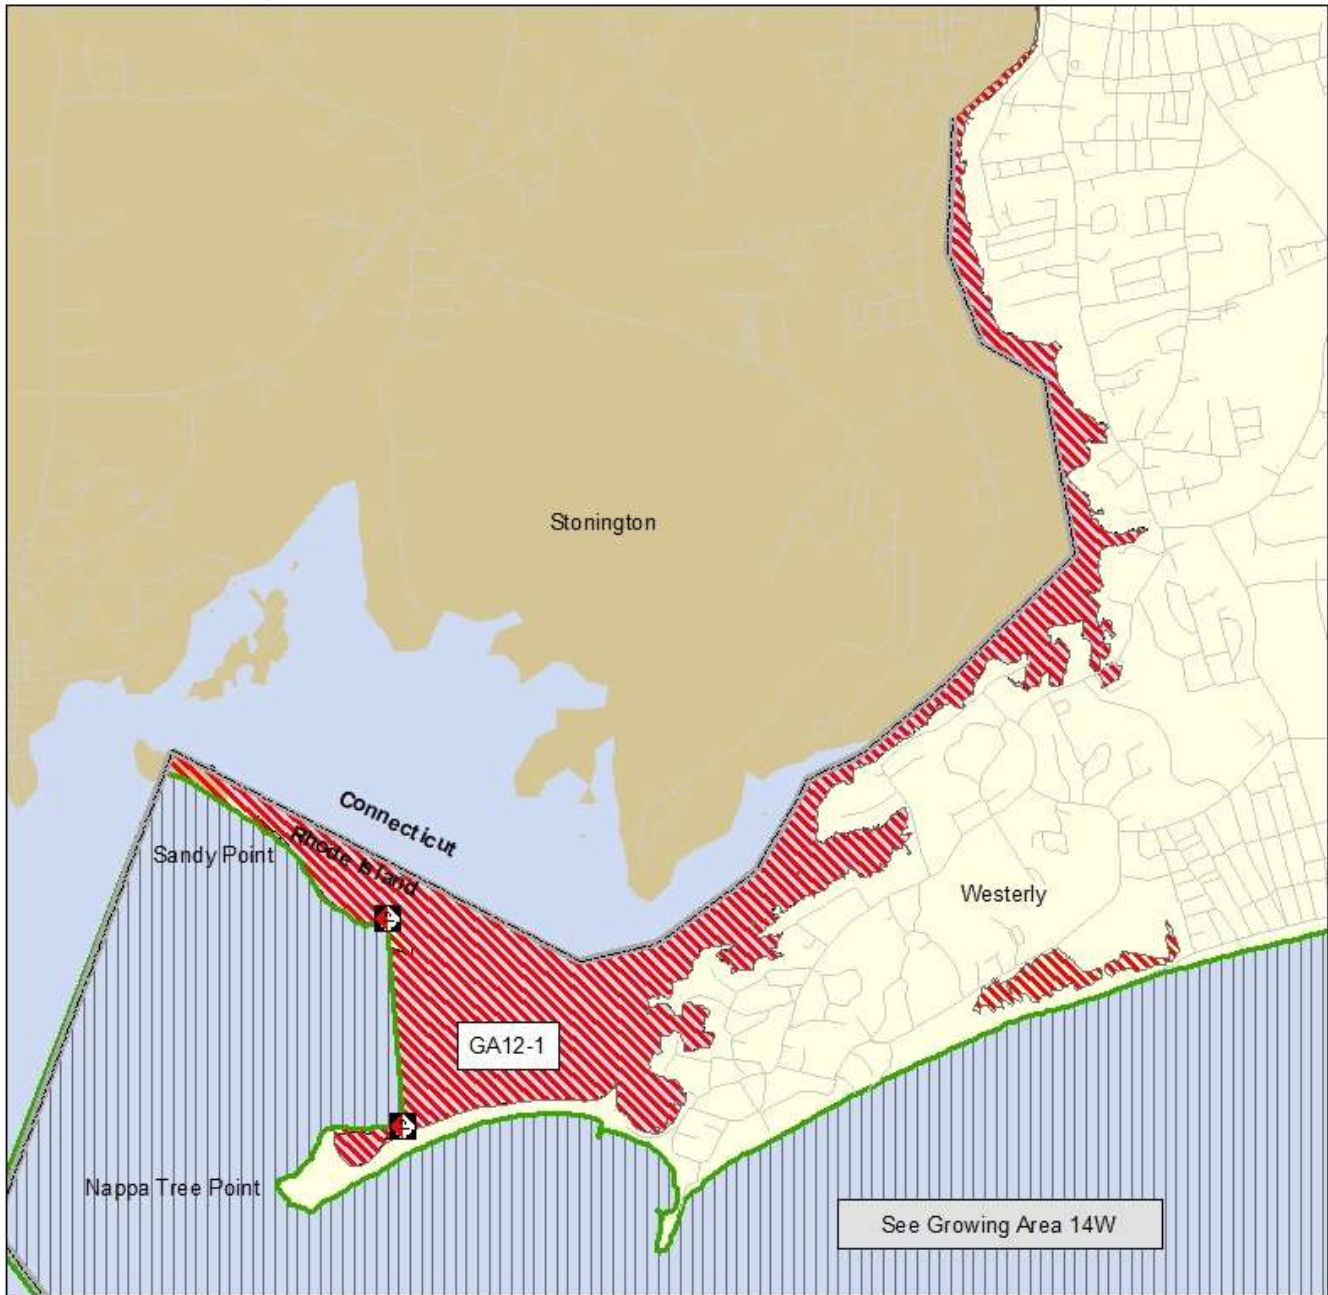 Stonington
Connecticut
Rhode Island
Sandy Point
Westerly
GA12-1
Nappa Tree Point
See Growing Area 14W